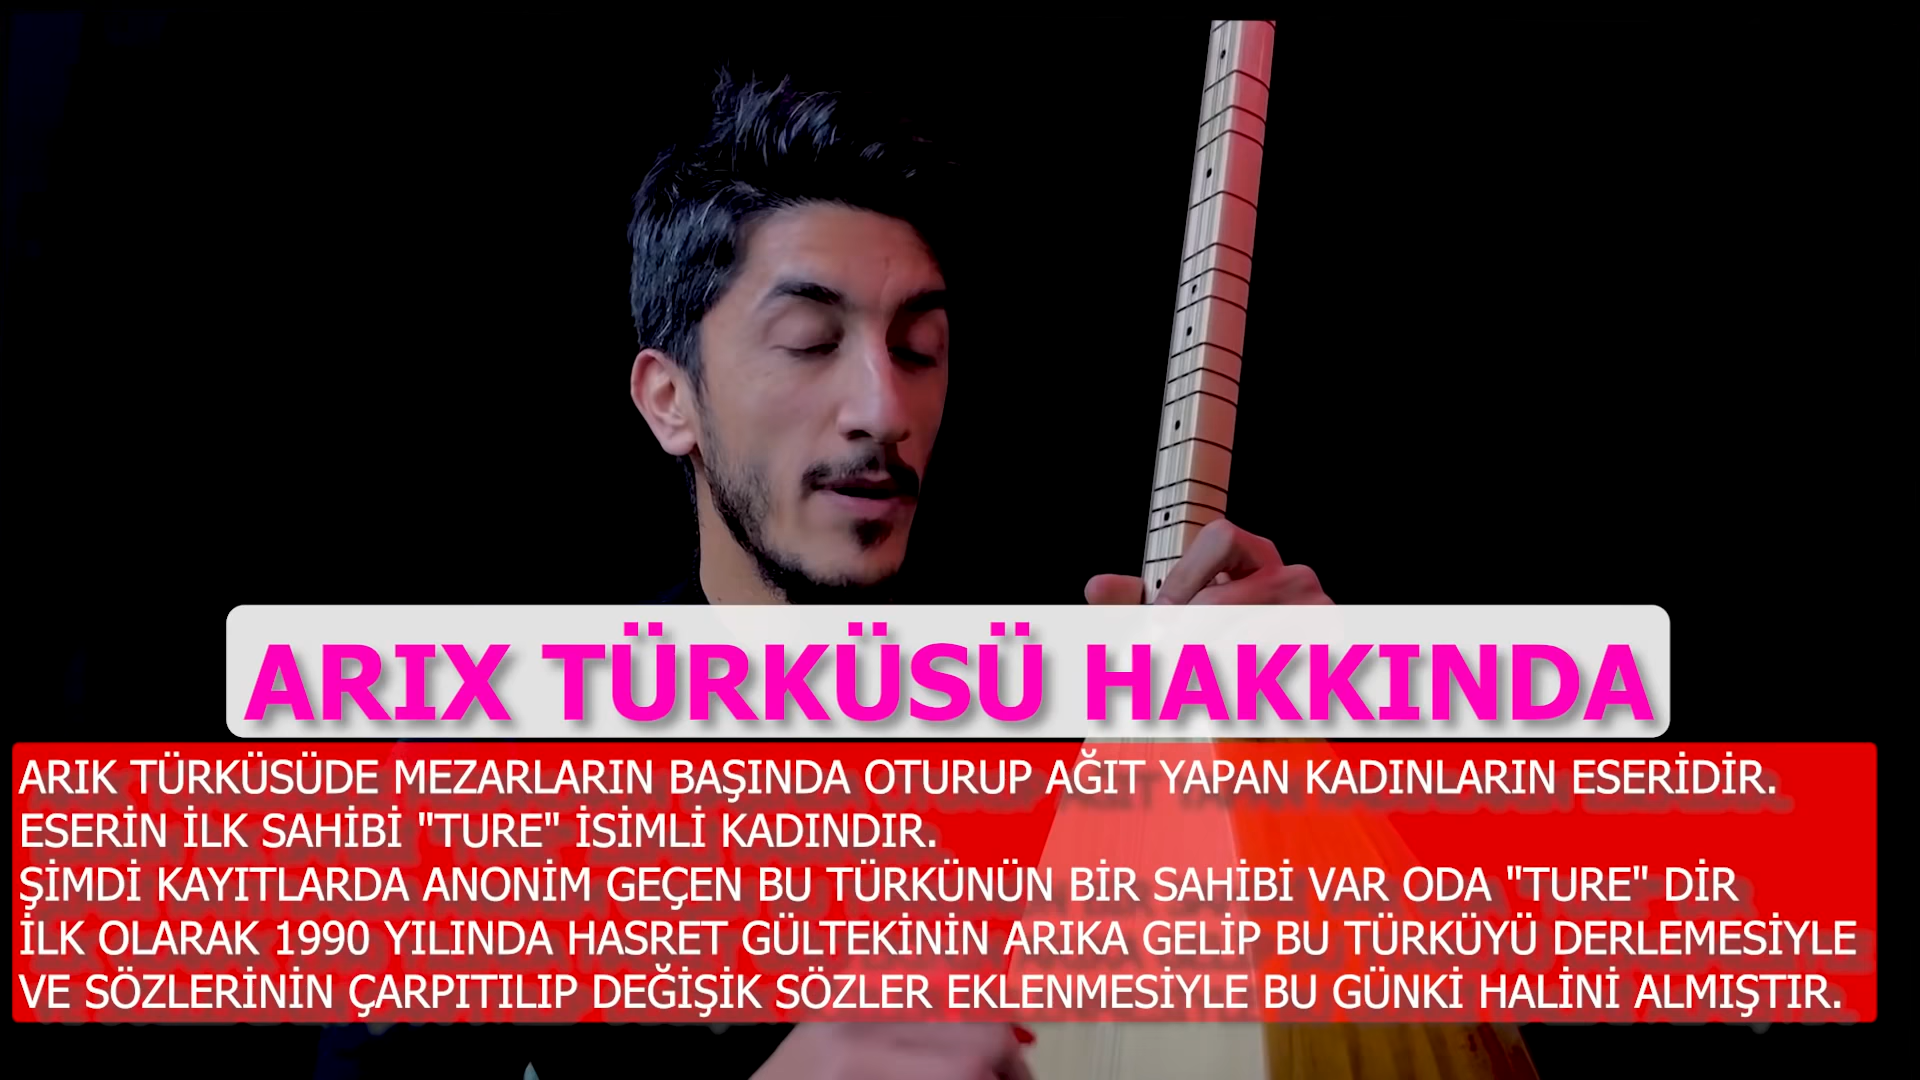 ARIX TÜRKÜSÜ HAKKINDA
ARIK TÜRKÜSÜDE MEZARLARIN BAŞINDA OTURUP AĞIT YAPAN KADINLARIN ESERİDİR.
ESERİN İLK SAHİBİ "TURE" İSİMLİ KADINDIR.
ŞİMDİ KAYITLARDA ANONİM GEÇEN BU TÜRKÜNÜN BİR SAHİBİ VAR ODA "TURE" DİR
İLK OLARAK 1990 YILINDA HASRET GÜLTEKİNİN ARIKA GELİP BU TÜRKÜYÜ DERLEMESİYLE
VE SÖZLERİNİN ÇARPITILIP DEĞİŞİK SÖZLER EKLENMESİYLE BU GÜNKİ HALİNİ ALMIŞTIR.